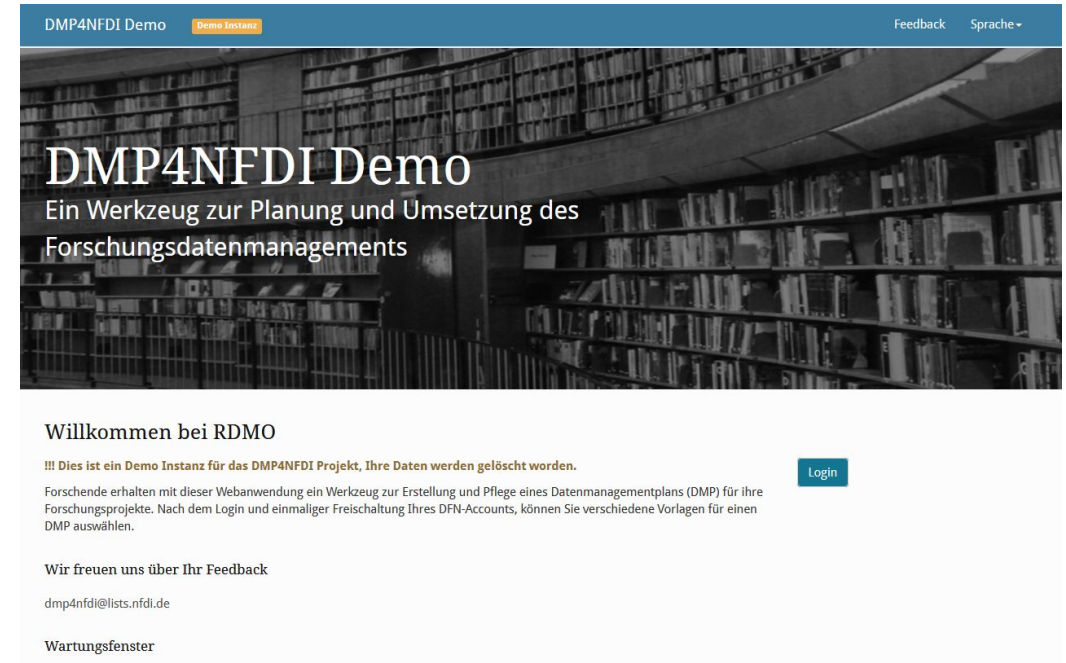 DMP4NFDI Demo
Demo Instanz
Feedback
Sprache
DMP4NFDI Demo
Ein Werkzeug zur Planung und Umsetzung des
Forschungsdatenmanagements
Willkommen bei RDMO
!!! Dies ist ein Demo Instanz für das DMP4NFDI Projekt, Ihre Daten werden gelöscht worden.
Login
Forschende erhalten mit dieser Webanwendung ein Werkzeug zur Erstellung und Pflege eines Datenmanagementplans (DMP) für ihre
Forschungsprojekte. Nach dem Login und einmaliger Freischaltung Ihres DFN-Accounts, können Sie verschiedene Vorlagen für einen
DMP auswählen.
Wir freuen uns über Ihr Feedback
dmp4nfdi@lists.nfdi.de
Wartungsfenster